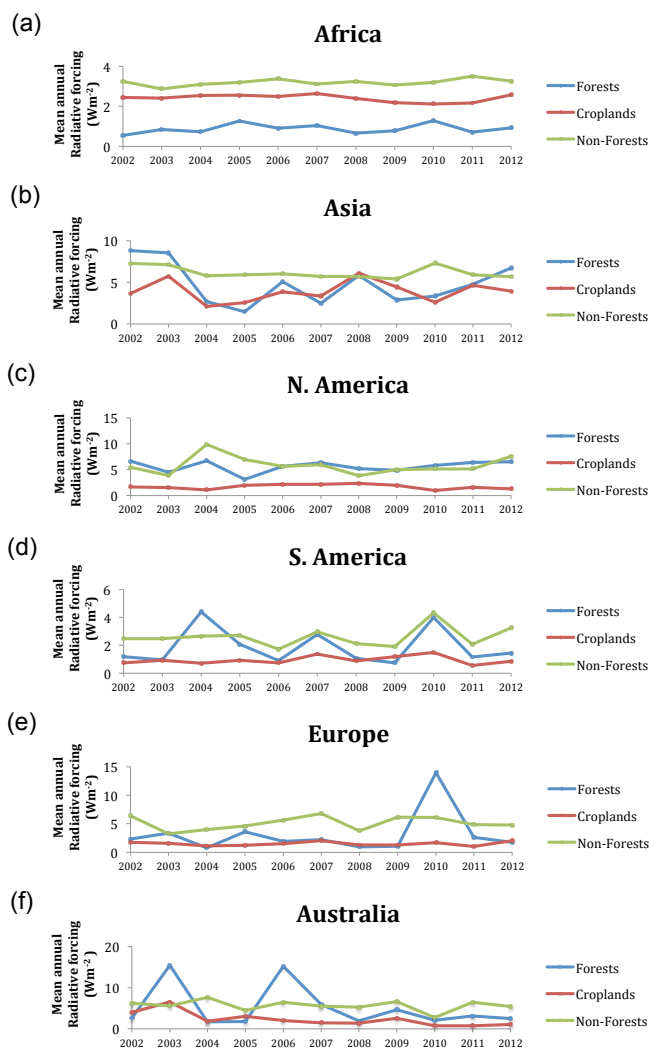 (a)
Africa
Mean annual
Radiative forcing
(Wm-2)
4
2
0
2002 2003 2004 2005 2006 2007 2008 2009 2010 2011 2012
Forests
Croplands
Non-Forests
(b)
Asia
Mean annual
Radiative forcing
(Wm-2)
10
5
0
2002 2003 2004 2005 2006 2007 2008 2009 2010 2011 2012
Forests
Croplands
Non-Forests
(c)
N. America
Mean annual
Radiative forcing
(Wm-2)
15
10
5
0
2002 2003 2004 2005 2006 2007 2008 2009 2010 2011 2012
Forests
Croplands
Non-Forests
(d)
S. America
Mean annual
Radiative forcing
(Wm-2)
6
4
2
0
2002 2003 2004 2005 2006 2007 2008 2009 2010 2011 2012
Forests
Croplands
Non-Forests
(e)
Europe
Mean annual
Radiative forcing
(Wm-2)
15
10
5
0
2002 2003 2004 2005 2006 2007 2008 2009 2010 2011 2012
Forests
Croplands
Non-Forests
(f)
Australia
Mean annual
Radiative forcing
(Wm-2)
20
10
0
2002 2003 2004 2005 2006 2007 2008 2009 2010 2011 2012
Forests
Croplands
Non-Forests